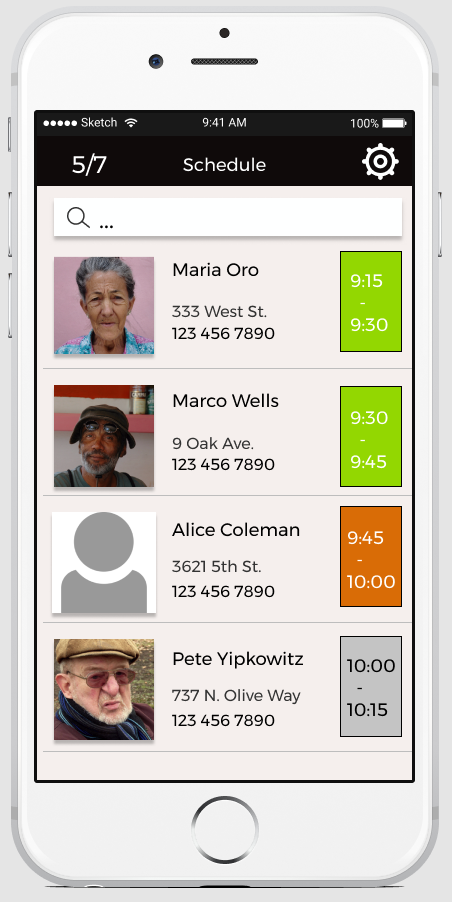 Sketch 9:41 AM 100%
5/7 Schedule
...
Maria Oro
333 West St.
123 456 7890
9:15
-
9:30
Marco Wells
9 Oak Ave.
123 456 7890
9:30
-
9:45
Alice Coleman
3621 5th St.
123 456 7890
9:45
-
10:00
Pete Yipkowitz
737 N. Olive Way
123 456 7890
10:00
-
10:15